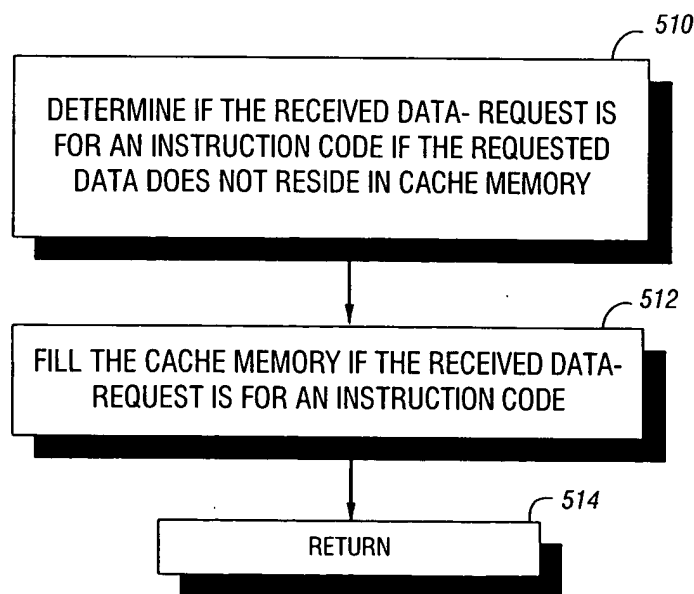 510
DETERMINE IF THE RECEIVED DATA- REQUEST IS
FOR AN INSTRUCTION CODE IF THE REQUESTED
DATA DOES NOT RESIDE IN CACHE MEMORY
512
FILL THE CACHE MEMORY IF THE RECEIVED DATA-
REQUEST IS FOR AN INSTRUCTION CODE
514
RETURN